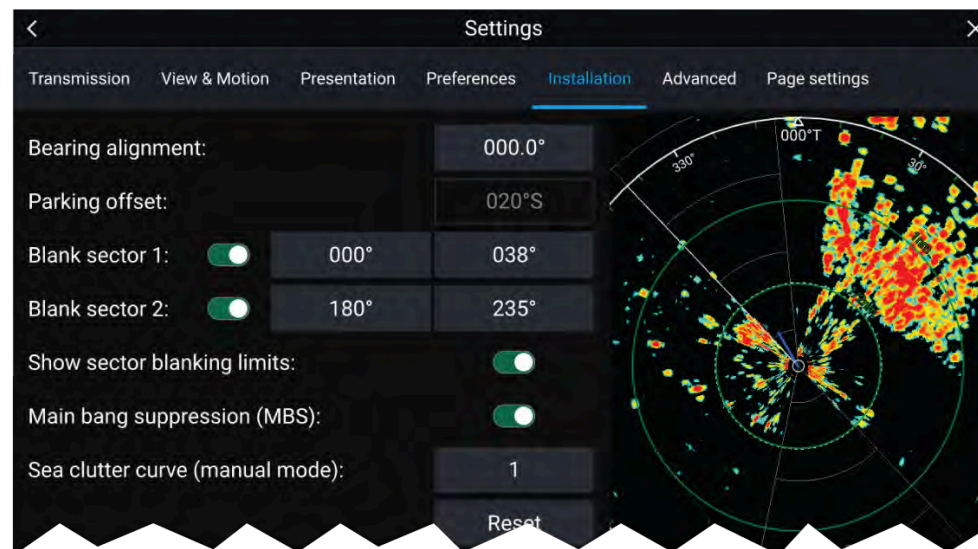 Settings
Transmission View & Motion Presentation Preferences Installation Advanced Page settings
Bearing alignment: 000.0°
Parking offset: 020°S
Blank sector 1: 000° 038°
Blank sector 2: 180° 235°
Show sector blanking limits:
Main bang suppression (MBS):
Sea clutter curve (manual mode): 1
Reset
000°T
330°
30°